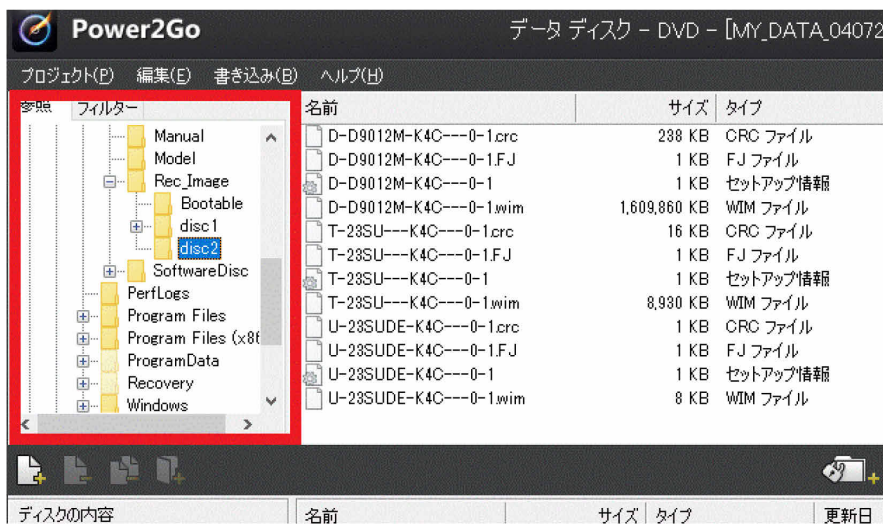 Power2Go データ ディスク - DVD - [MY_DATA_04072
プロジェクト(P) 編集(E) 書き込み(B) ヘルプ(H)
参照 フィルター
Manual
Model
Rec_Image
Bootable
disc1
disc2
SoftwareDisc
PerfLogs
Program Files
Program Files (x86
ProgramData
Recovery
Windows
名前 サイズ タイプ
D-D9012M-K4C---0-1.crc 238 KB CRC ファイル
D-D9012M-K4C---0-1.FJ 1 KB FJ ファイル
D-D9012M-K4C---0-1 1 KB セットアップ情報
D-D9012M-K4C---0-1.wim 1,609,860 KB WIM ファイル
T-23SU---K4C---0-1.crc 16 KB CRC ファイル
T-23SU---K4C---0-1.FJ 1 KB FJ ファイル
T-23SU---K4C---0-1 1 KB セットアップ情報
T-23SU---K4C---0-1.wim 8,930 KB WIM ファイル
U-23SUDE-K4C---0-1.crc 1 KB CRC ファイル
U-23SUDE-K4C---0-1.FJ 1 KB FJ ファイル
U-23SUDE-K4C---0-1 1 KB セットアップ情報
U-23SUDE-K4C---0-1.wim 8 KB WIM ファイル
ディスクの内容 名前 サイズ タイプ 更新日